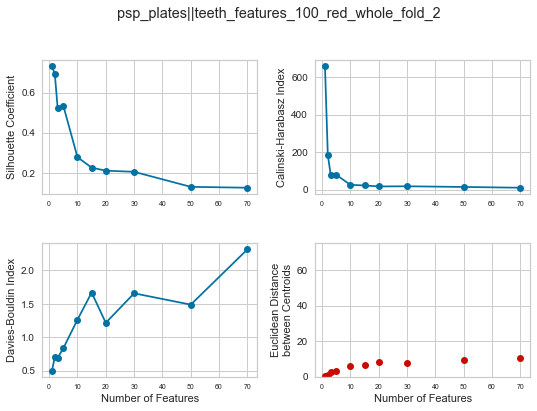 psp_plates||teeth_features_100_red_whole_fold_2
Silhouette Coefficient
0.6
0.4
0.2
0 10 20 30 40 50 60 70
Calinski-Harabasz Index
600
400
200
0
0 10 20 30 40 50 60 70
Davies-Bouldin Index
2.0
1.5
1.0
0.5
0 10 20 30 40 50 60 70
Number of Features
Euclidean Distance
between Centroids
60
40
20
0
0 10 20 30 40 50 60 70
Number of Features